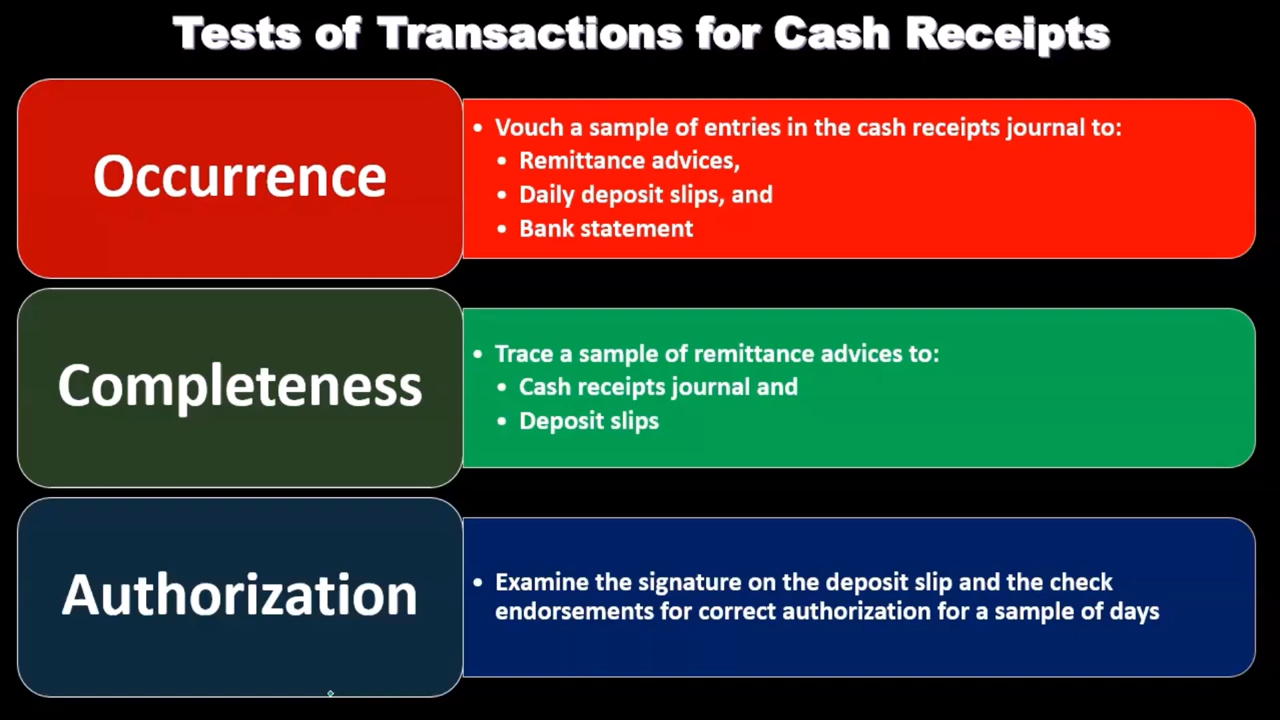 Tests of Transactions for Cash Receipts
Occurrence
• Vouch a sample of entries in the cash receipts journal to:
• Remittance advices,
• Daily deposit slips, and
• Bank statement
Completeness
• Trace a sample of remittance advices to:
• Cash receipts journal and
• Deposit slips
Authorization
• Examine the signature on the deposit slip and the check
endorsements for correct authorization for a sample of days